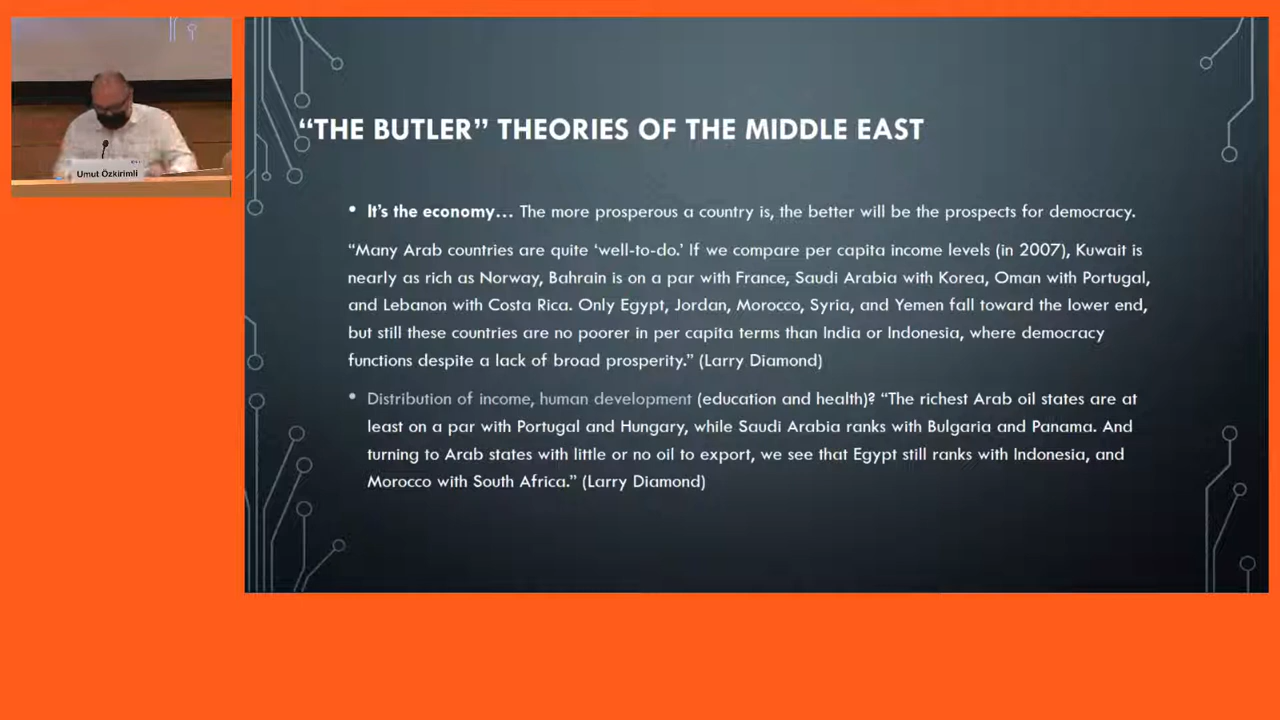 Umut Özkirimli
“THE BUTLER” THEORIES OF THE MIDDLE EAST
• It’s the economy… The more prosperous a country is, the better will be the prospects for democracy.
“Many Arab countries are quite ‘well-to-do.’ If we compare per capita income levels (in 2007), Kuwait is
nearly as rich as Norway, Bahrain is on a par with France, Saudi Arabia with Korea, Oman with Portugal,
and Lebanon with Costa Rica. Only Egypt, Jordan, Morocco, Syria, and Yemen fall toward the lower end,
but still these countries are no poorer in per capita terms than India or Indonesia, where democracy
functions despite a lack of broad prosperity.” (Larry Diamond)
• Distribution of income, human development (education and health)? “The richest Arab oil states are at
least on a par with Portugal and Hungary, while Saudi Arabia ranks with Bulgaria and Panama. And
turning to Arab states with little or no oil to export, we see that Egypt still ranks with Indonesia, and
Morocco with South Africa.” (Larry Diamond)